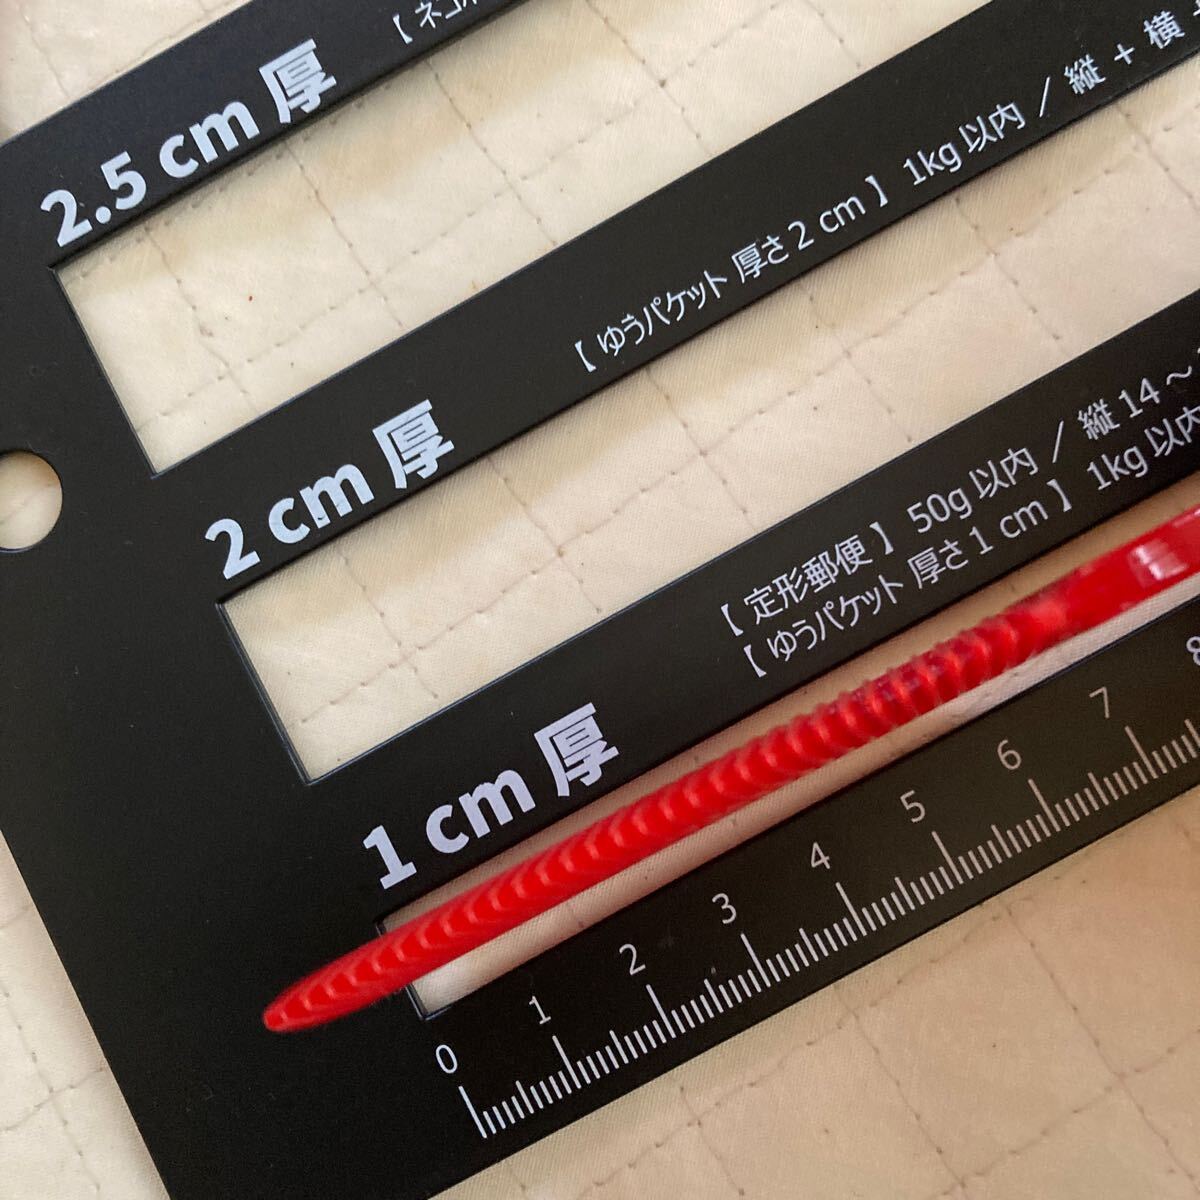 【 ネコポ
2.5 cm 厚
【 ゆうパケット 厚さ 2 cm 】 1kg 以内 / 縦 + 横 +
2 cm 厚
【 定形郵便 】 50g 以内 / 縦 14 ～
【 ゆうパケット 厚さ 1 cm 】 1kg 以内
1 cm 厚
0 1 2 3 4 5 6 7 8